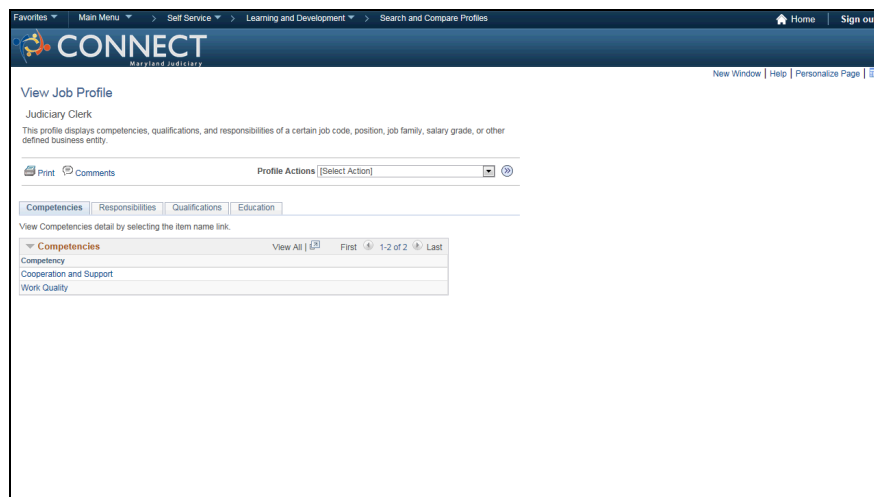 Favorites Main Menu > Self Service > Learning and Development > Search and Compare Profiles Home Sign ou
CONNECT
Maryland Judiciary
New Window | Help | Personalize Page |
View Job Profile
Judiciary Clerk
This profile displays competencies, qualifications, and responsibilities of a certain job code, position, job family, salary grade, or other
defined business entity.
Print Comments Profile Actions [Select Action]
Competencies Responsibilities Qualifications Education
View Competencies detail by selecting the item name link.
Competencies View All | First 1-2 of 2 Last
Competency
Cooperation and Support
Work Quality